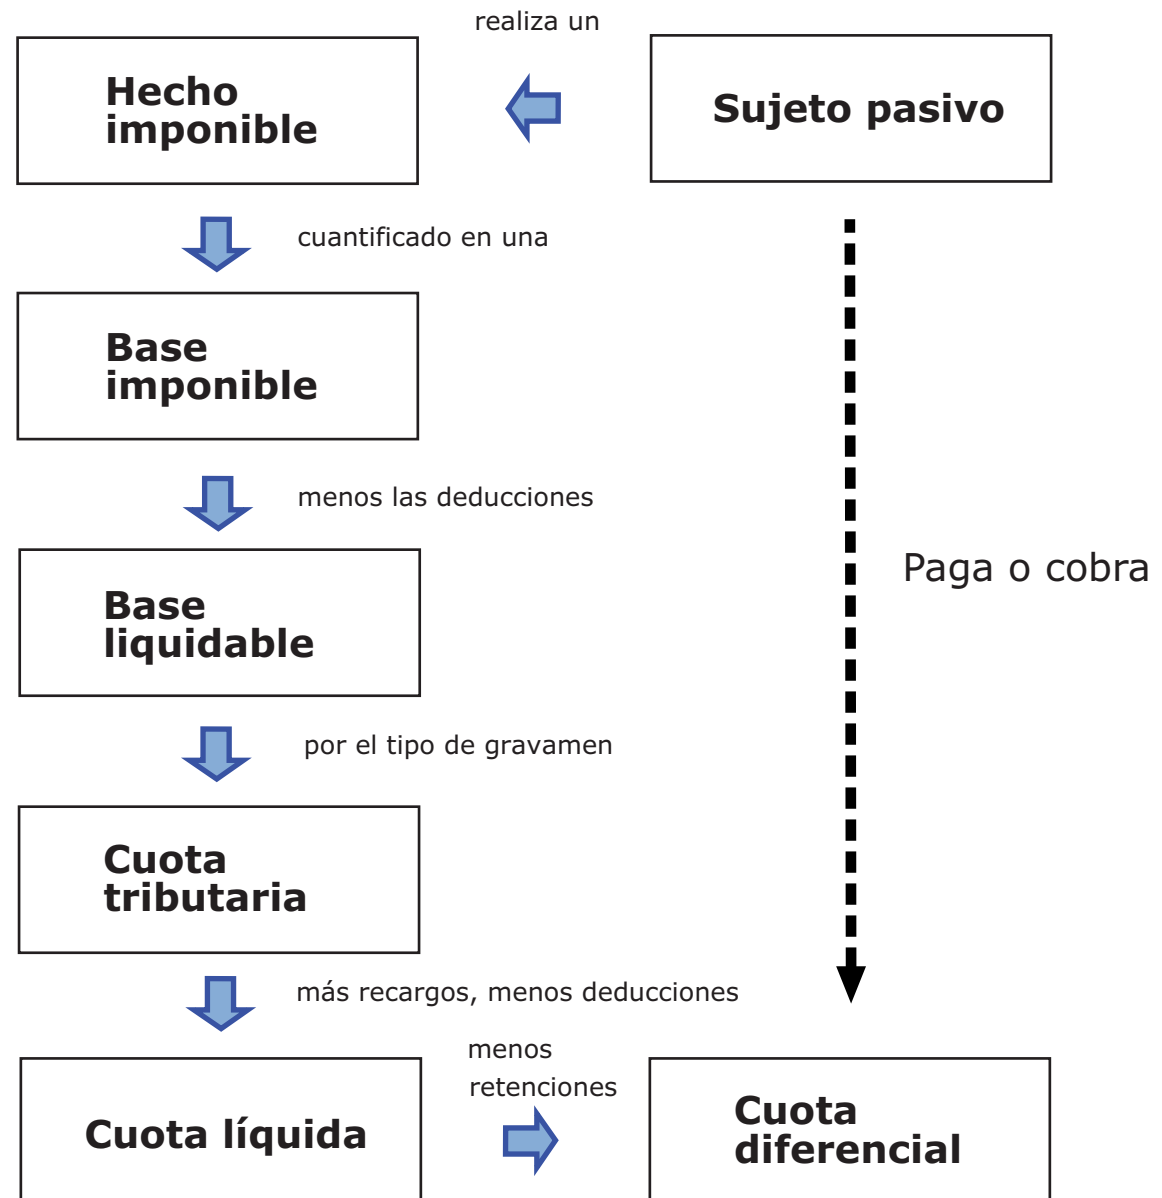 realiza un
Hecho
imponible
Sujeto pasivo
cuantificado en una
Base
imponible
menos las deducciones
Paga o cobra
Base
liquidable
por el tipo de gravamen
Cuota
tributaria
más recargos, menos deducciones
menos
retenciones
Cuota líquida
Cuota
diferencial